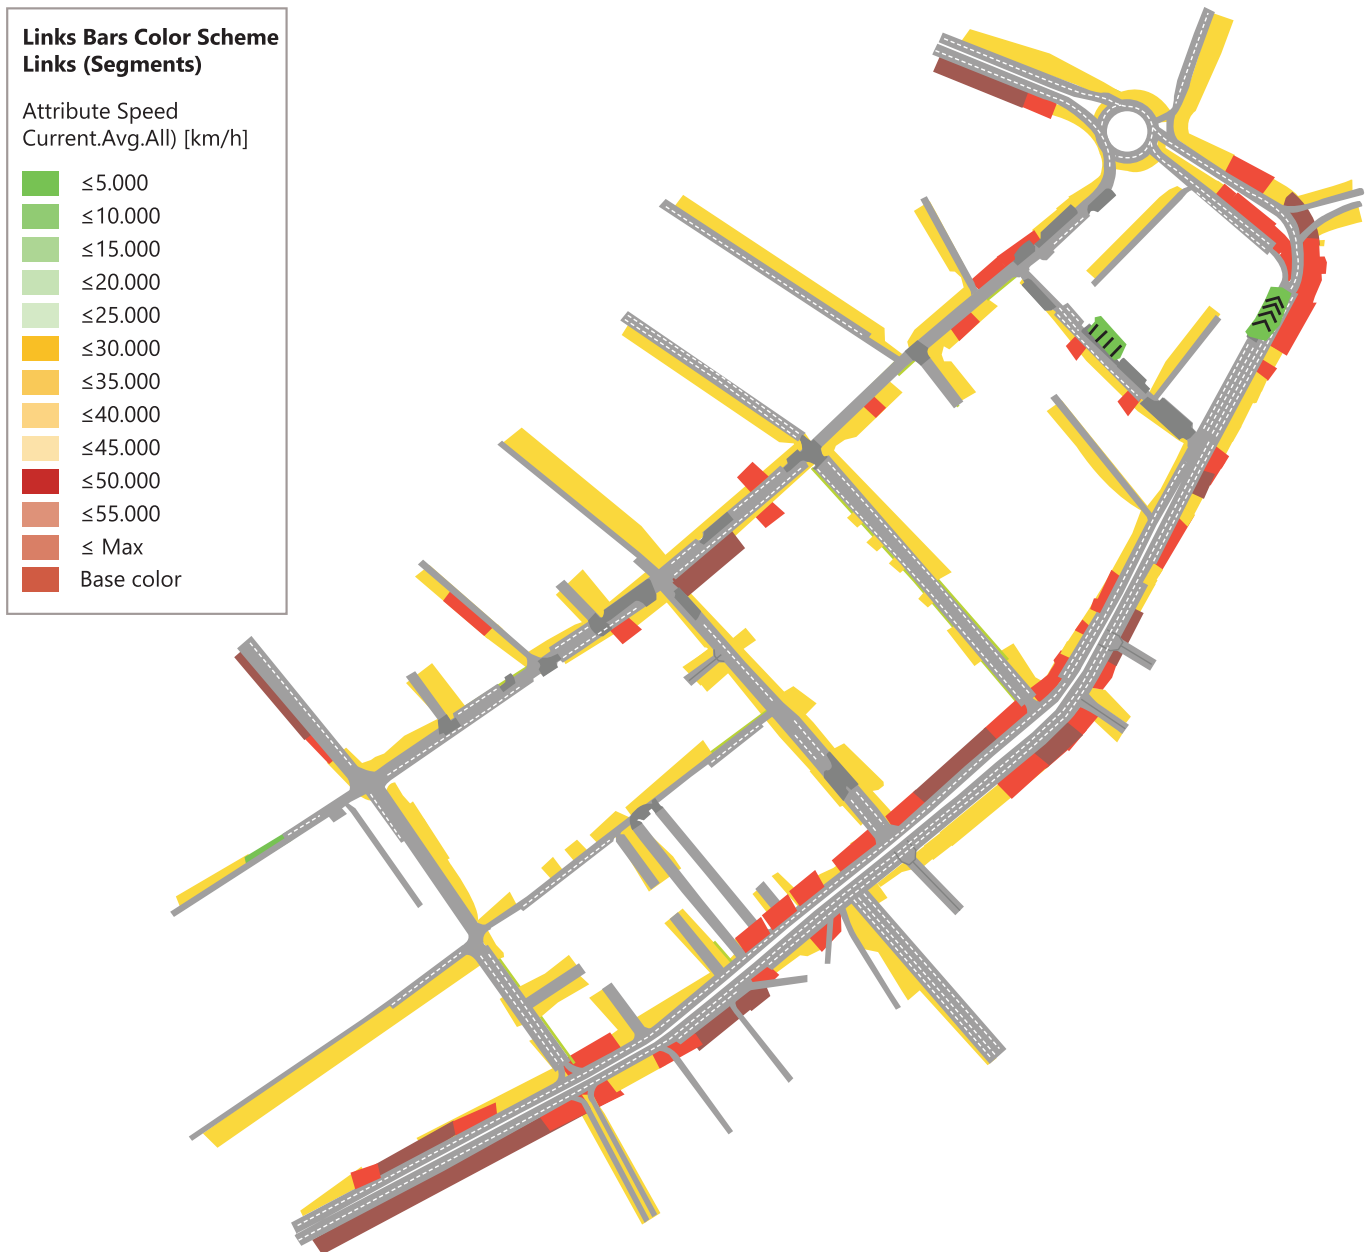 Links Bars Color Scheme
Links (Segments)
Attribute Speed
Current.Avg.All) [km/h]
≤5.000
≤10.000
≤15.000
≤20.000
≤25.000
≤30.000
≤35.000
≤40.000
≤45.000
≤50.000
≤55.000
≤ Max
Base color